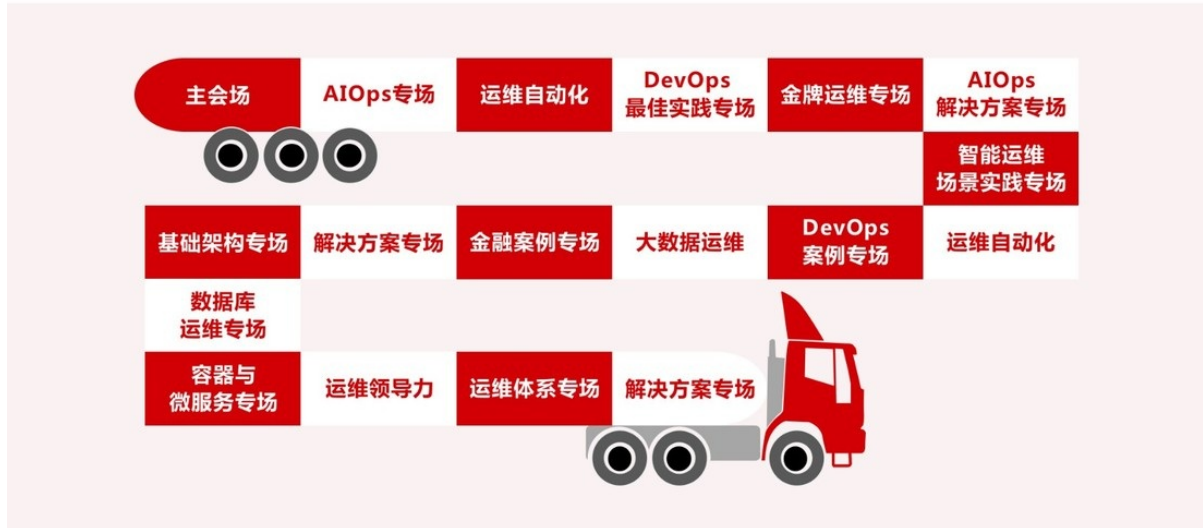 主会场
AIOps专场
运维自动化
DevOps
最佳实践专场
金牌运维专场
AIOps
解决方案专场
智能运维
场景实践专场
基础架构专场
解决方案专场
金融案例专场
大数据运维
DevOps
案例专场
运维自动化
数据库
运维专场
容器与
微服务专场
运维领导力
运维体系专场
解决方案专场